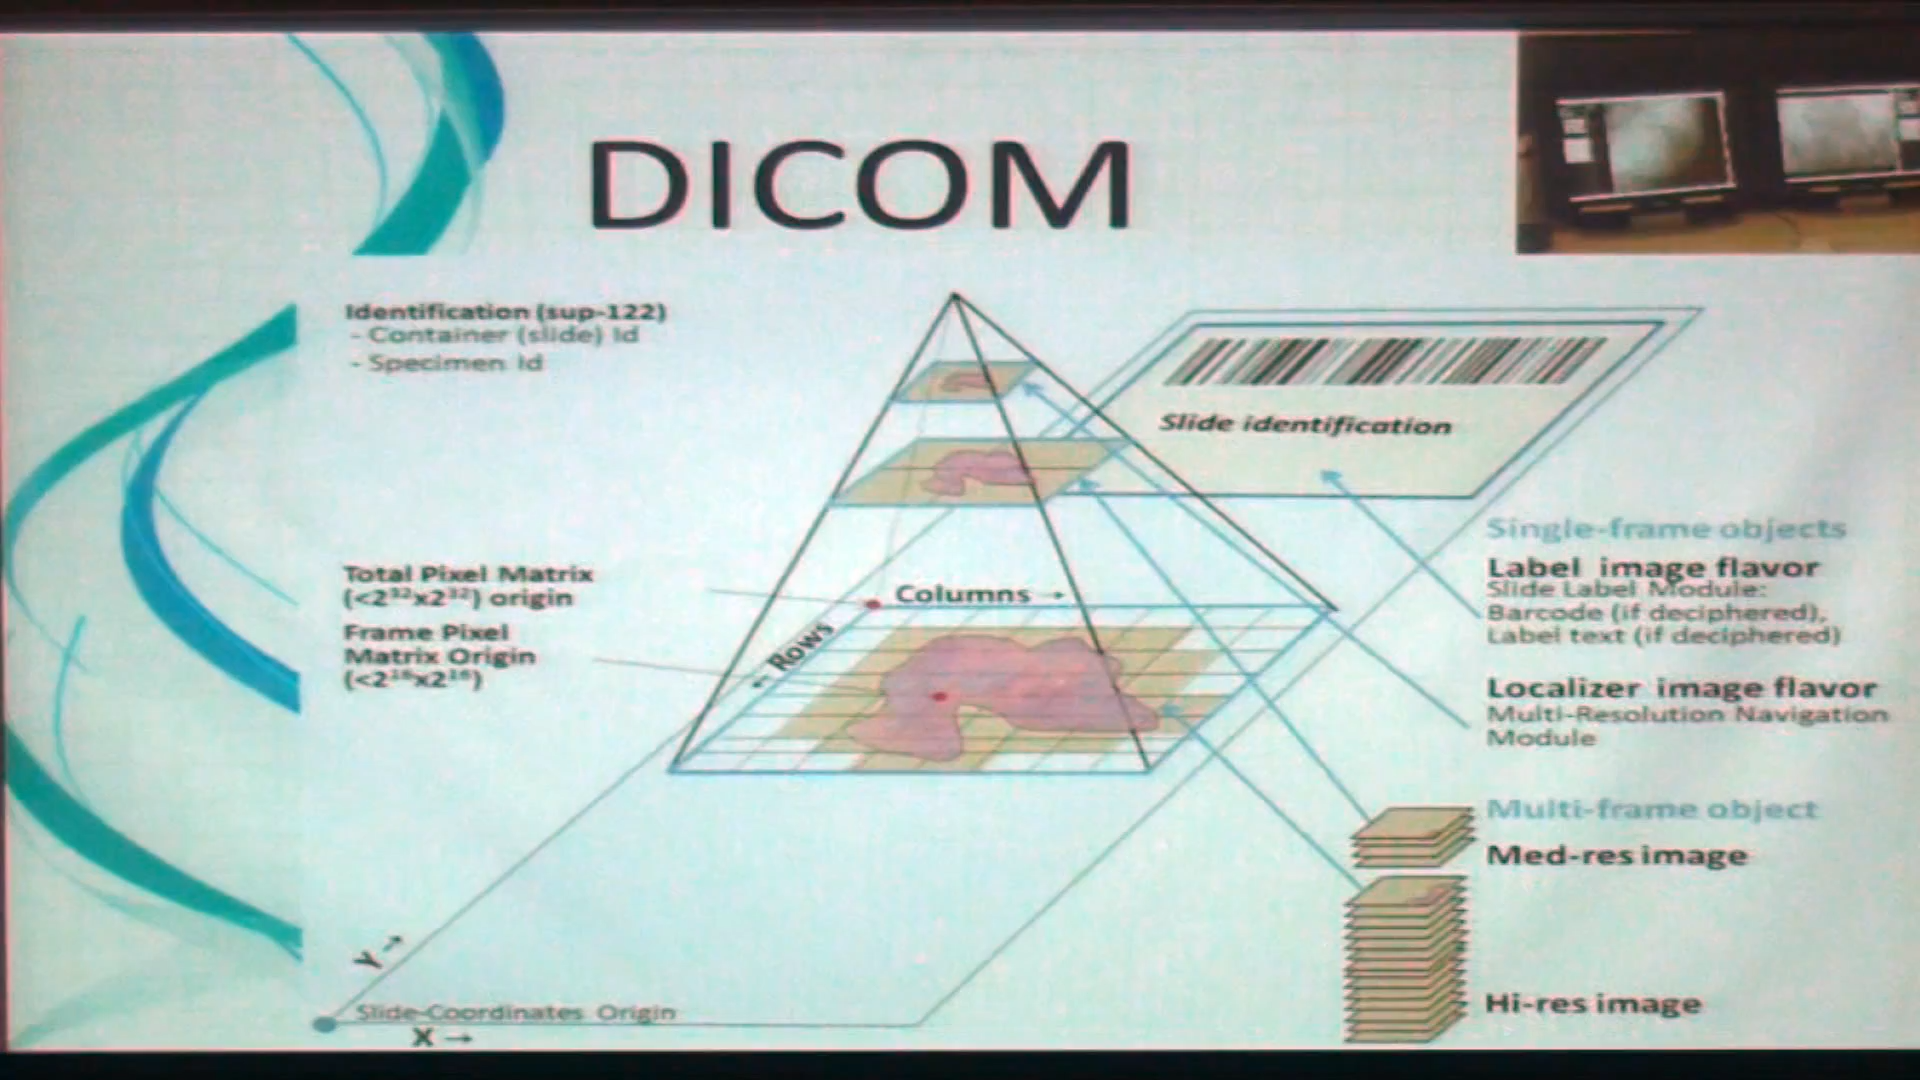 DICOM
Identification (sup-122)
- Container (slide) Id
- Specimen Id
Slide identification
Total Pixel Matrix
(<2³²x2³²) origin
Frame Pixel
Matrix Origin
(<2¹⁶x2¹⁶)
Columns →
← Rows
Single-frame objects
Label image flavor
Slide Label Module:
Barcode (if deciphered),
Label text (if deciphered)
Localizer image flavor
Multi-Resolution Navigation
Module
Multi-frame object
Med-res image
Hi-res image
Y →
Slide-Coordinates Origin
X →